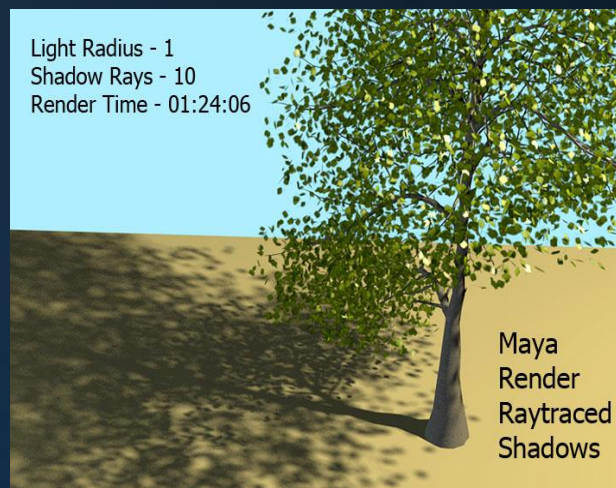 Light Radius - 1
Shadow Rays - 10
Render Time - 01:24:06
Maya
Render
Raytraced
Shadows